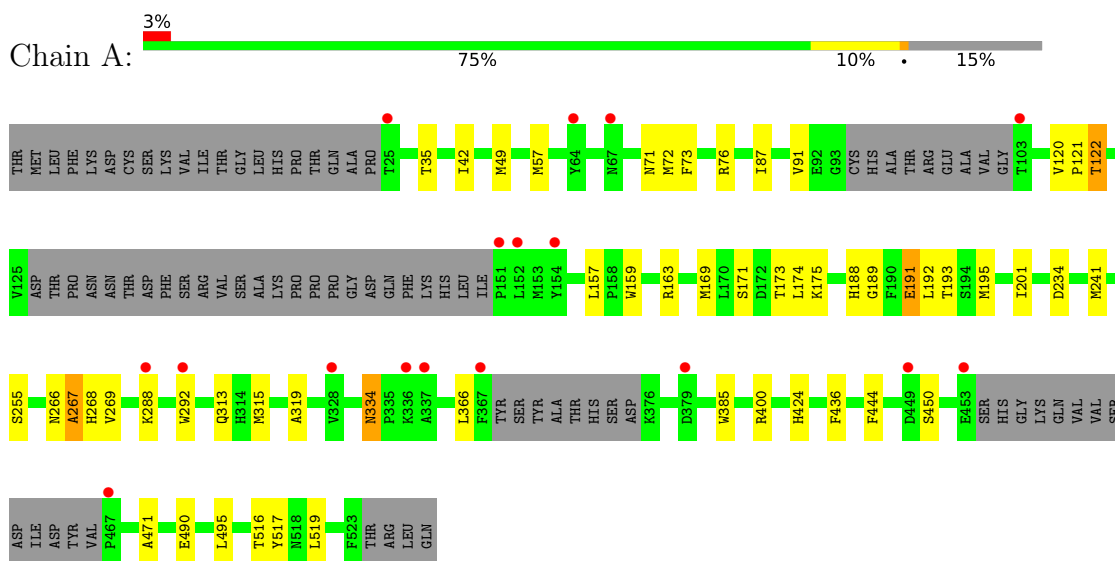 3%
Chain A:
75% 10% • 15%
THR MET LEU PHE LYS ASP CYS SER LYS VAL ILE THR GLY LEU HIS PRO THR GLN ALA PRO T25 T35 I42 M49 M57 Y64 N67 N71 M72 F73 R76 I87 V91 E92 G93 CYS HIS ALA THR ARG GLU ALA VAL GLY T103 V120 P121 T122
V125 ASP THR PRO ASN ASN THR ASP PHE SER ARG VAL SER ALA LYS PRO PRO PRO GLY ASP GLN PHE LYS HIS LEU ILE P151 L152 M153 Y154 L157 P158 W159 R163 M169 L170 S171 D172 T173 L174 K175 H188 G189 F190 E191 L192 T193 S194 M195 I201 D234 M241
S255 N266 A267 H268 V269 K288 W292 Q313 H314 M315 A319 V328 N334 P335 K336 A337 L366 F367 TYR SER TYR ALA THR HIS SER ASP K376 D379 W385 R400 H424 F436 F444 D449 S450 E453 SER HIS GLY LYS GLN VAL VAL SER
ASP ILE ASP TYR VAL P467 A471 E490 L495 T516 Y517 N518 L519 F523 THR ARG LEU GLN